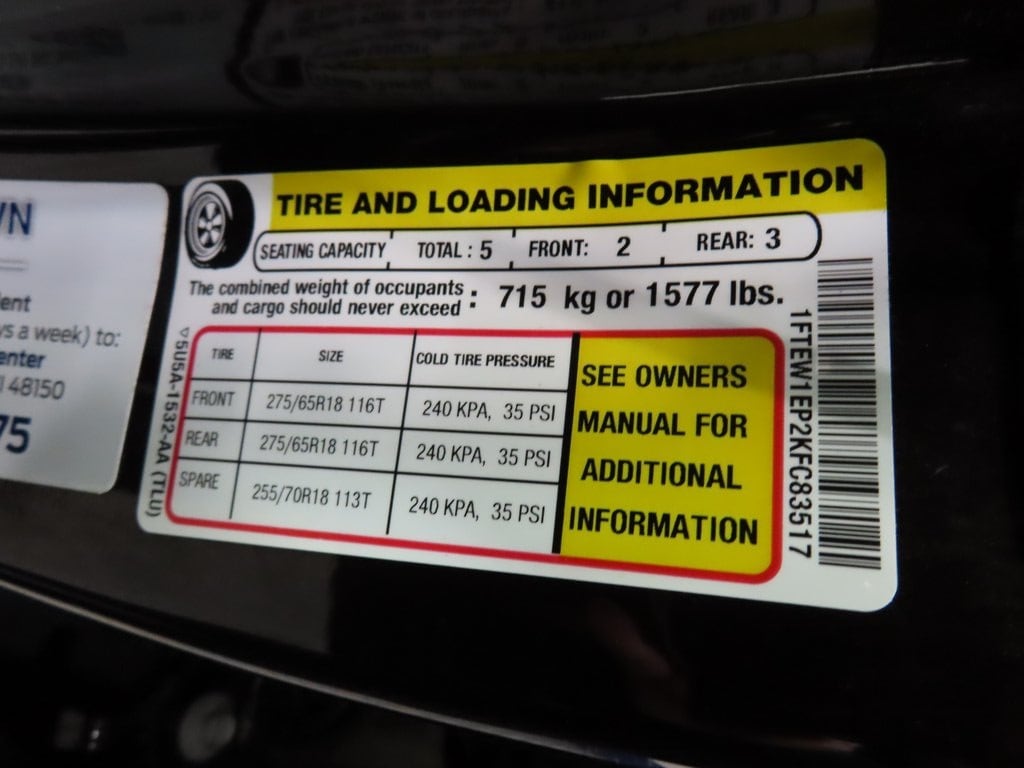 WN
ent
ys a week) to:
enter
I 48150
75
TIRE AND LOADING INFORMATION
SEATING CAPACITY TOTAL : 5 FRONT: 2 REAR: 3
The combined weight of occupants
and cargo should never exceed : 715 kg or 1577 lbs.
TIRE SIZE COLD TIRE PRESSURE
FRONT 275/65R18 116T 240 KPA, 35 PSI
REAR 275/65R18 116T 240 KPA, 35 PSI
SPARE 255/70R18 113T 240 KPA, 35 PSI
SEE OWNERS
MANUAL FOR
ADDITIONAL
INFORMATION
5U5A-1532-AA (TLU)
1FTEW1EP2KFC83517